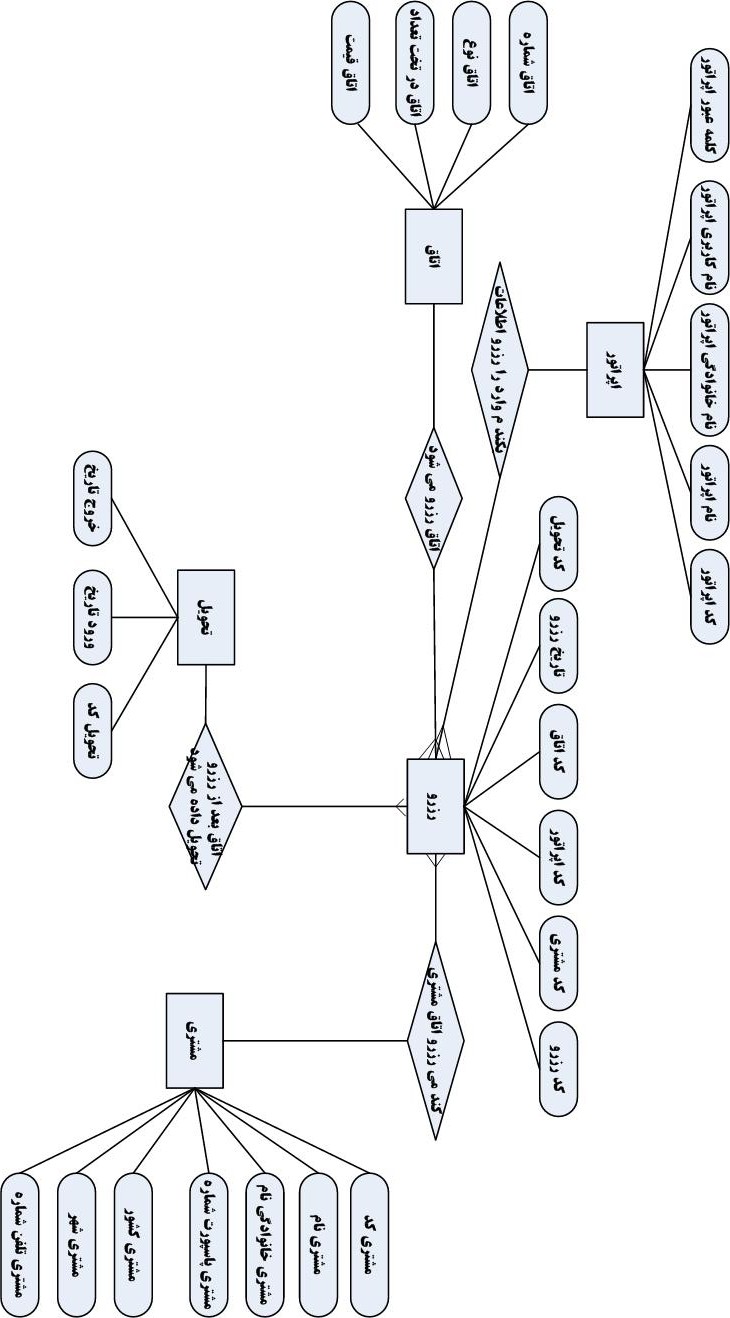 کد اپراتور
نام اپراتور
نام خانوادگی اپراتور
نام کاربری اپراتور
کلمه عبور اپراتور
اپراتور
کد رزرو
کد مشتری
کد اپراتور
کد اتاق
تاریخ رزرو
کد تحویل
اتاق شماره
اتاق نوع
اتاق در تخت تعداد
اتاق قیمت
یکند م وارد را رزرو اطلاعات
کند می رزرو اتاق مشتری
رزرو
اتاق رزرو می شود
اتاق
مشتری
اتاق بعد از رزرو
تحویل داده می شود
تحویل
مشتری کد
مشتری نام
مشتری خانوادگی نام
مشتری پاسپورت شماره
مشتری کشور
مشتری شهر
مشتری تلفن شماره
تحویل کد
ورود تاریخ
خروج تاریخ